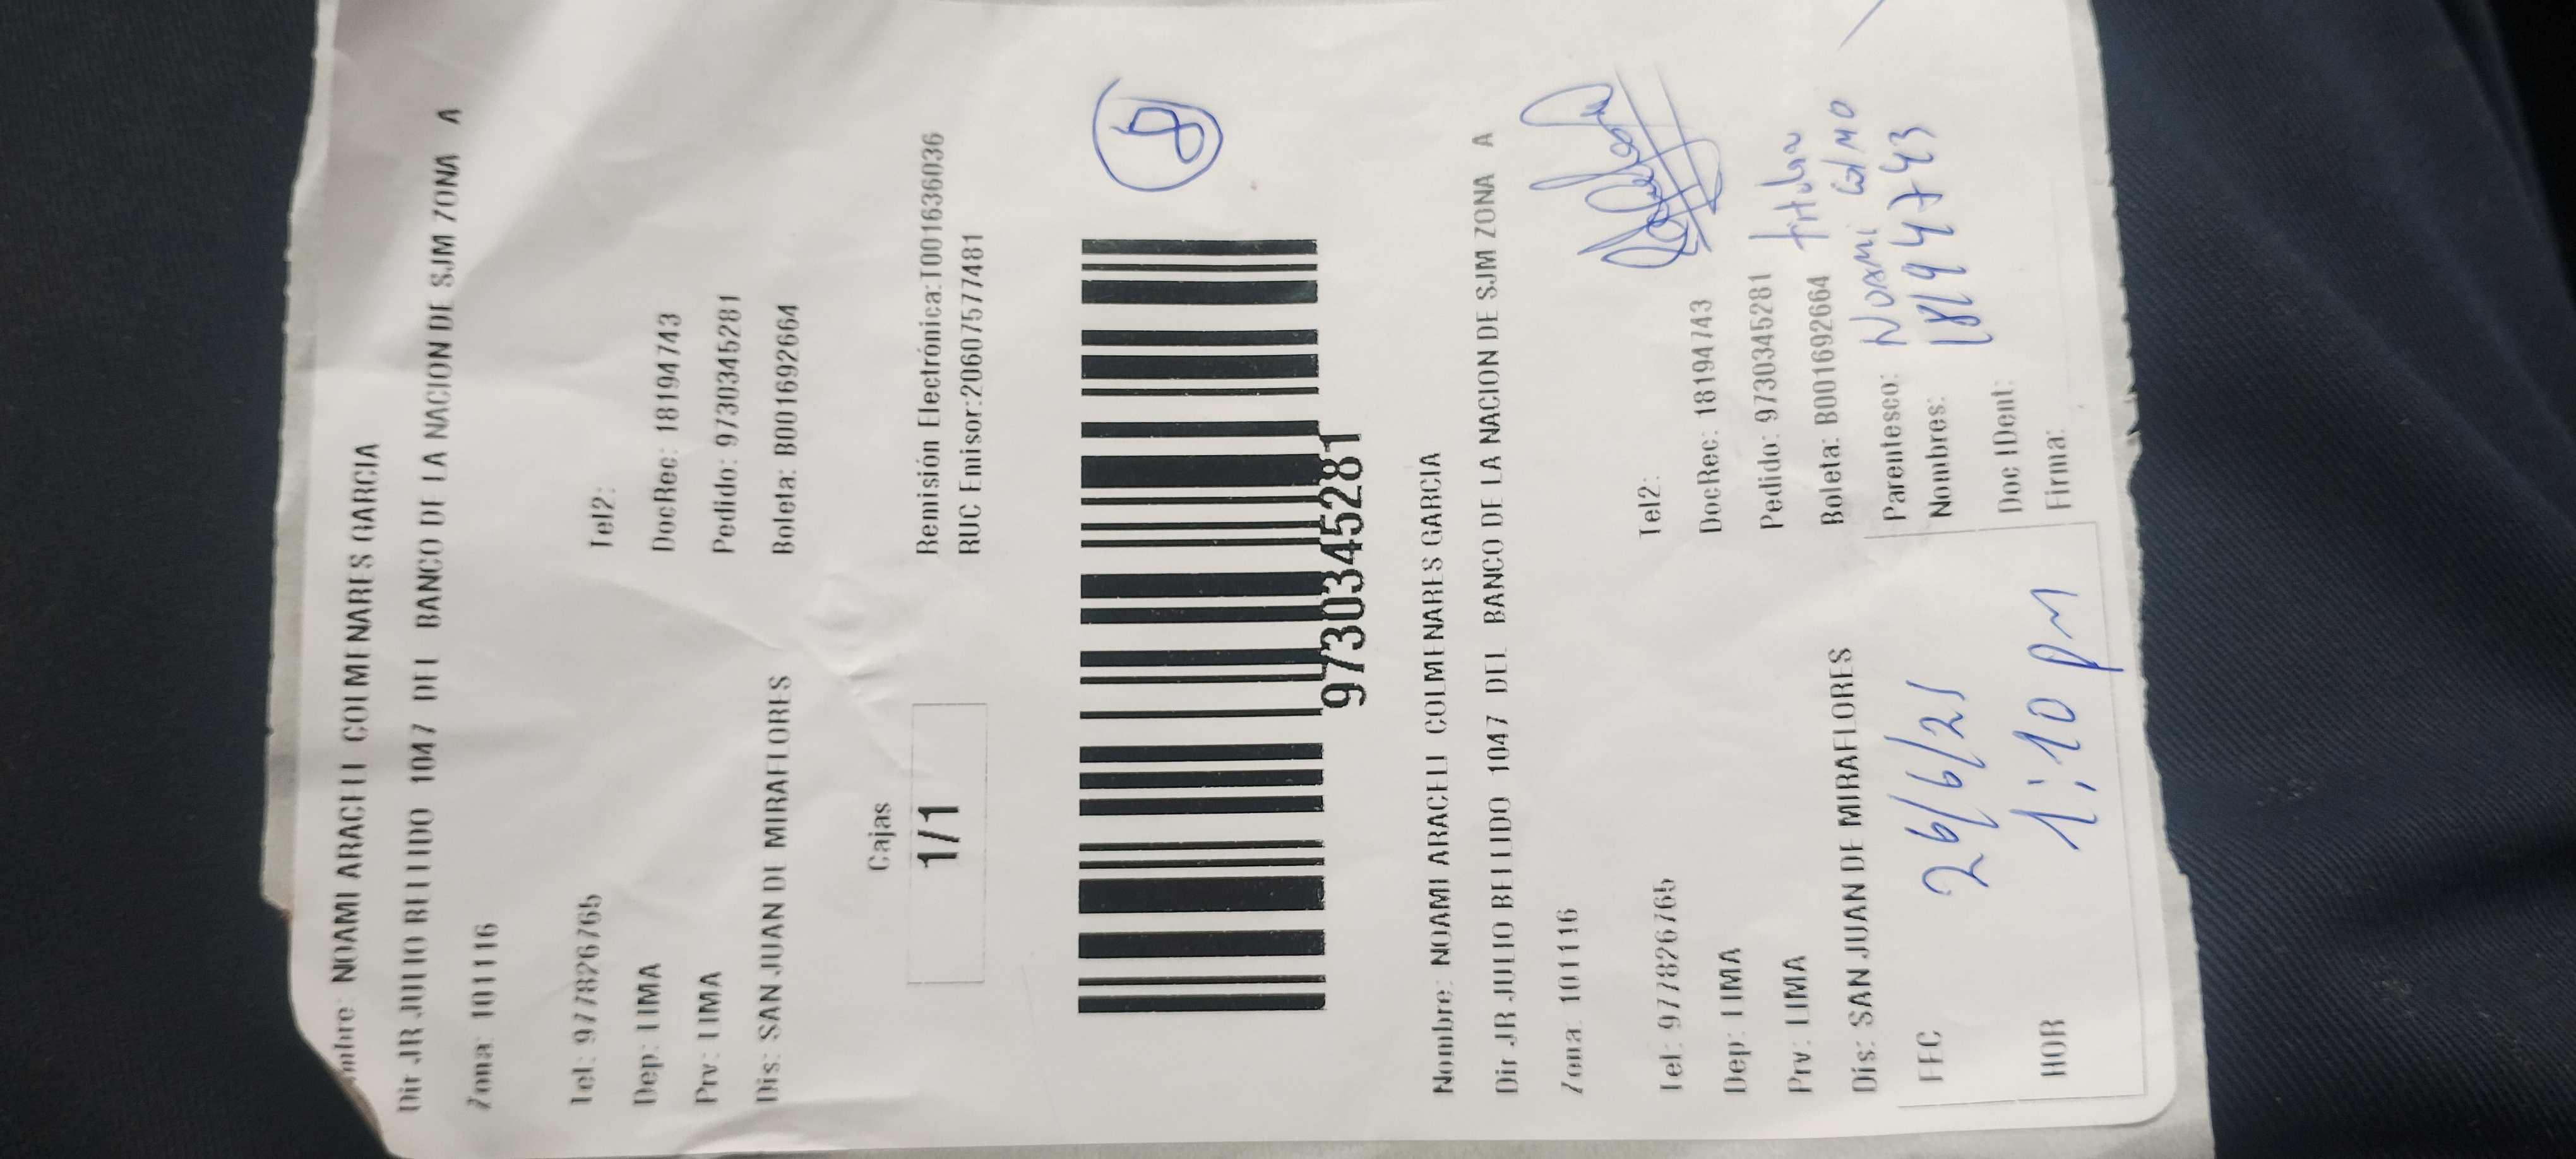 mbre: NOAMI ARACELI COLMENARES GARCIA
Dir JR JULIO BELLIDO 1047 DEL BANCO DE LA NACION DE SJM ZONA A
Zona: 101116
Tel: 977826765
Tel2:
Dep: LIMA
DocRec: 18194743
Prv: LIMA
Pedido: 9730345281
Dis: SAN JUAN DE MIRAFLORES
Boleta: B001692664
Cajas
1/1
Remisión Electrónica:T001636036
RUC Emisor:20607577481
8
9730345281
Nombre: NOAMI ARACELI COLMENARES GARCIA
Dir JR JULIO BELLIDO 1047 DEL BANCO DE LA NACION DE SJM ZONA A
Zona: 101116
Tel: 977826765
Tel2:
Dep: LIMA
DocRec: 18194743
Prv: LIMA
Pedido: 9730345281
Dis: SAN JUAN DE MIRAFLORES
Boleta: B001692664
FEC 26/6/25
HOR 1:10 PM
Parentesco: Noami
Nombres: 18194743
Doc IDent:
Firma: